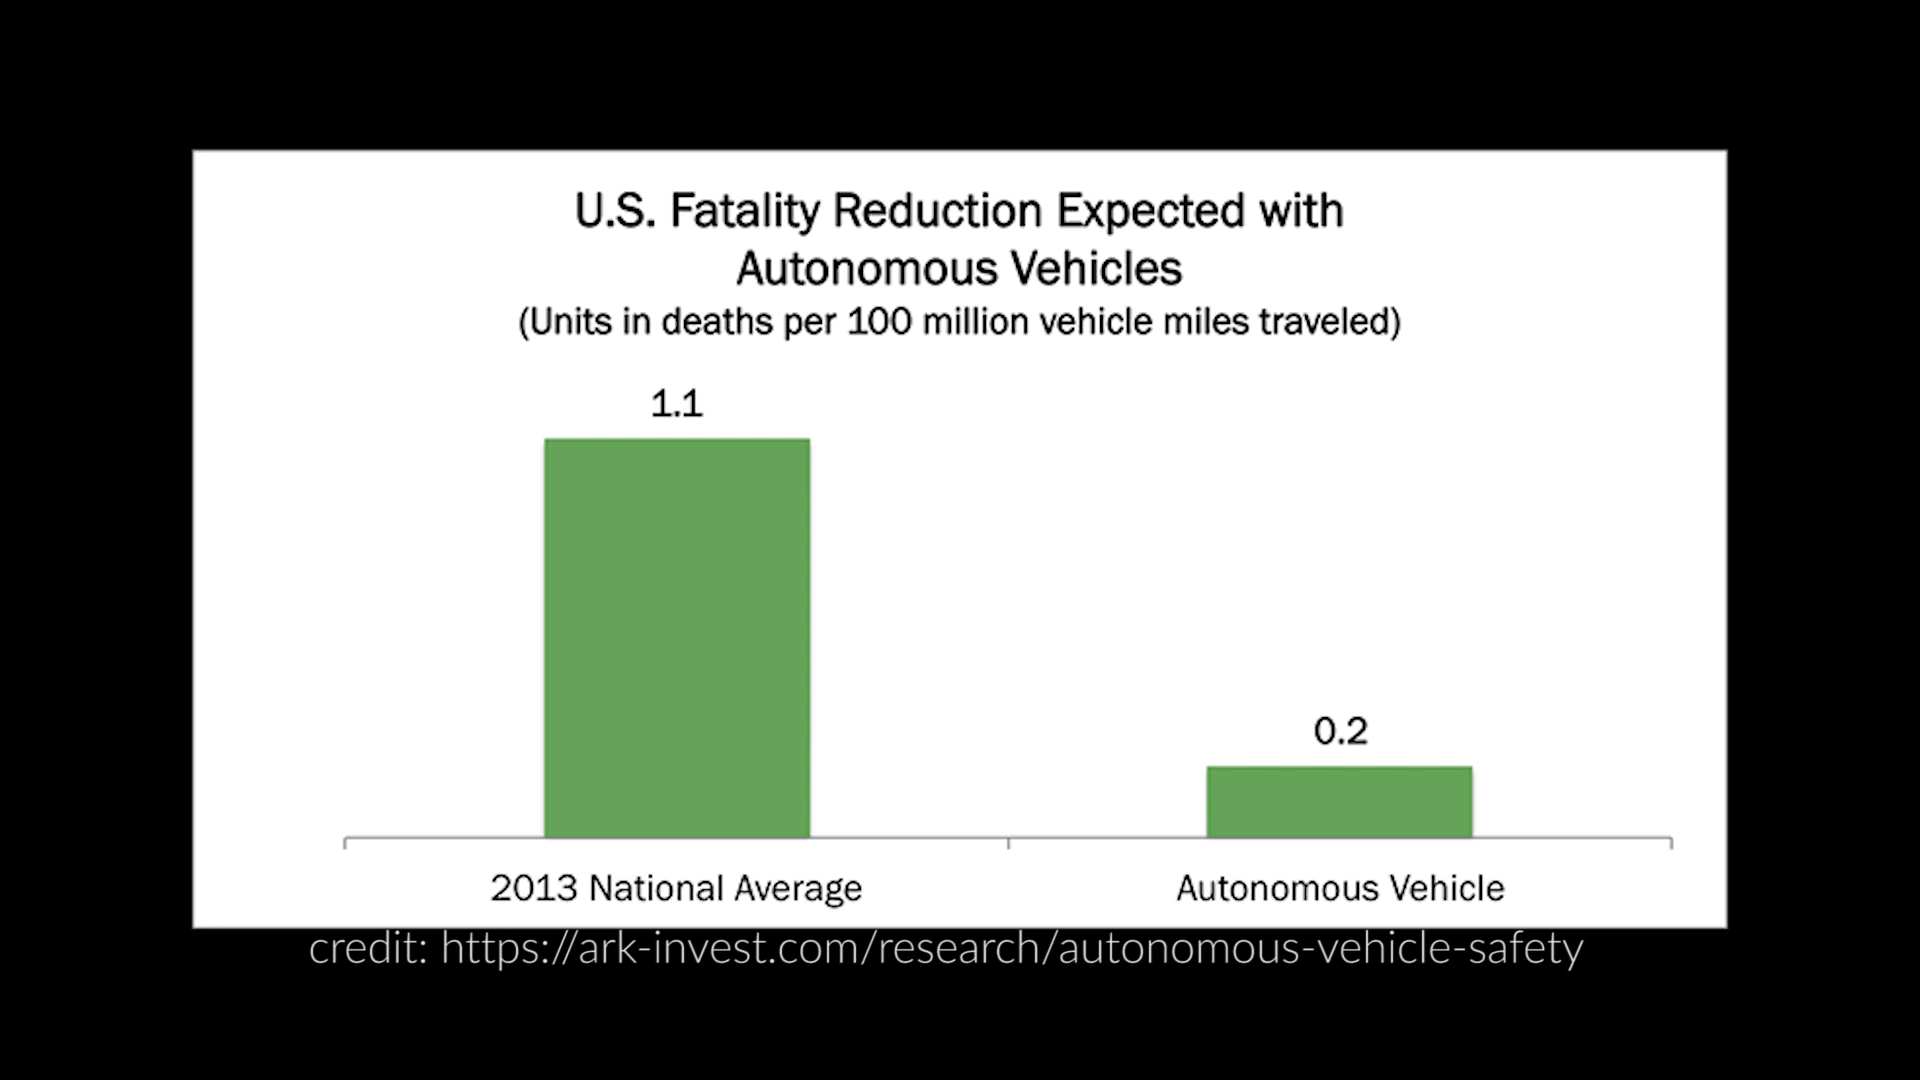 U.S. Fatality Reduction Expected with
Autonomous Vehicles
(Units in deaths per 100 million vehicle miles traveled)
1.1
0.2
2013 National Average
Autonomous Vehicle
credit: https://ark-invest.com/research/autonomous-vehicle-safety